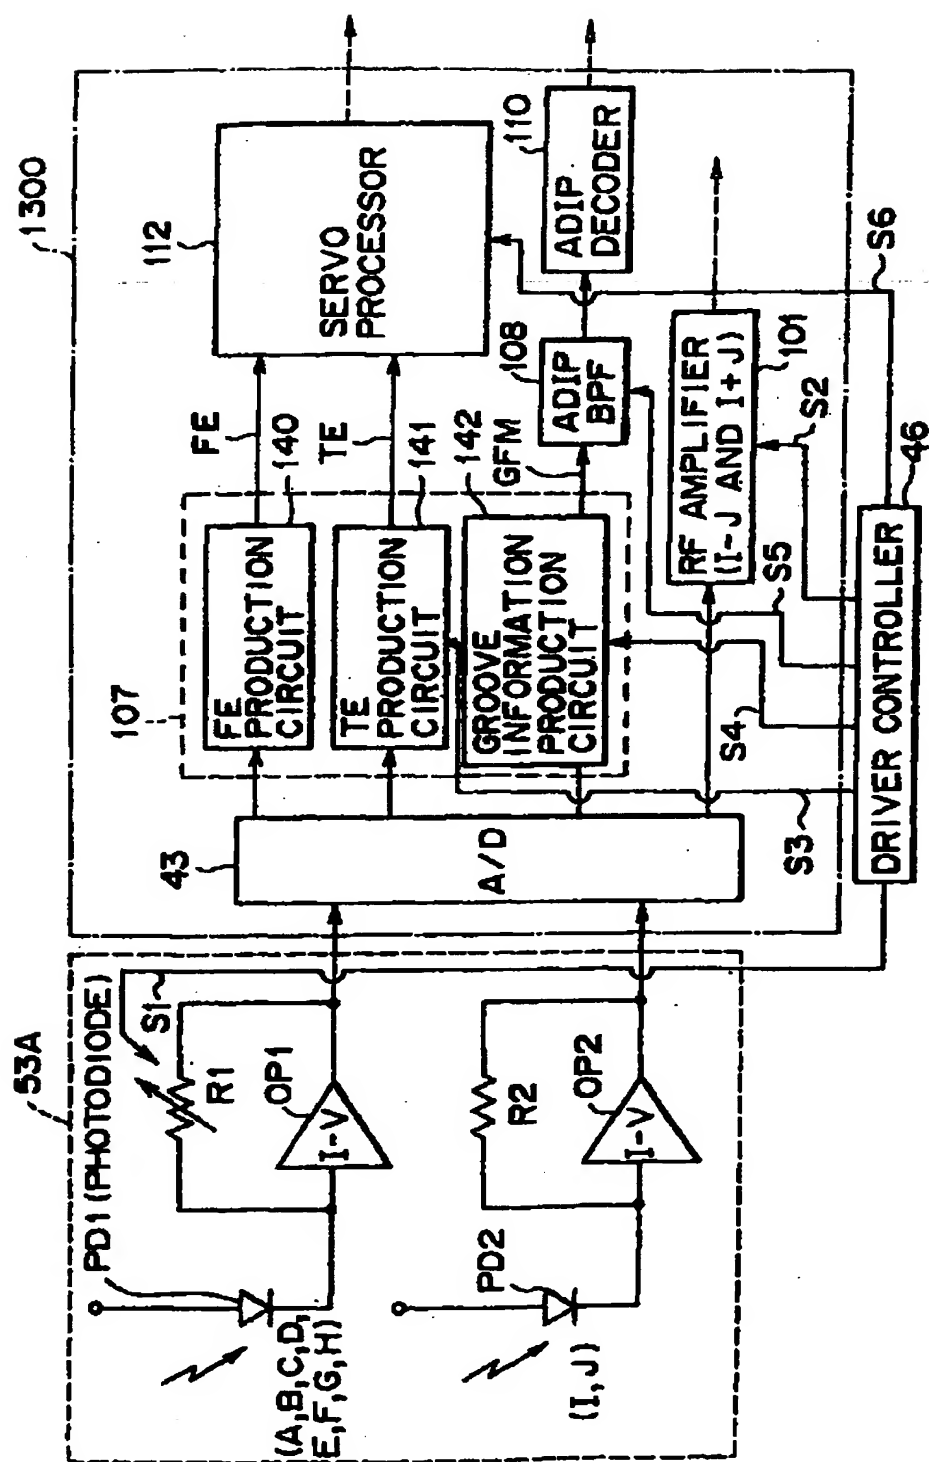 53A
PD1 (PHOTODIODE)
S1
R1
OP1
I-V
(A,B,C,D,
E,F,G,H)
PD2
R2
OP2
I-V
(I,J)
1300
43
A/D
107
FE
PRODUCTION
CIRCUIT
140
FE
TE
PRODUCTION
CIRCUIT
141
TE
GROOVE
INFORMATION
PRODUCTION
CIRCUIT
142
GFM
112
SERVO
PROCESSOR
108
ADIP
BPF
110
ADIP
DECODER
RF AMPLIFIER
(I-J AND I+J)
101
S3
S4
S5
S2
S6
DRIVER CONTROLLER
46